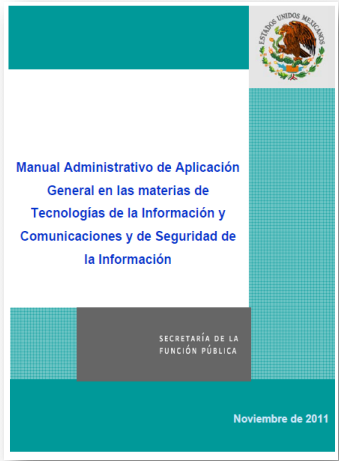 ESTADOS UNIDOS MEXICANOS
Manual Administrativo de Aplicación
General en las materias de
Tecnologías de la Información y
Comunicaciones y de Seguridad de
la Información
SECRETARÍA DE LA
FUNCIÓN PÚBLICA
Noviembre de 2011